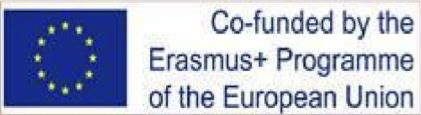 Co-funded by the
Erasmus+ Programme
of the European Union